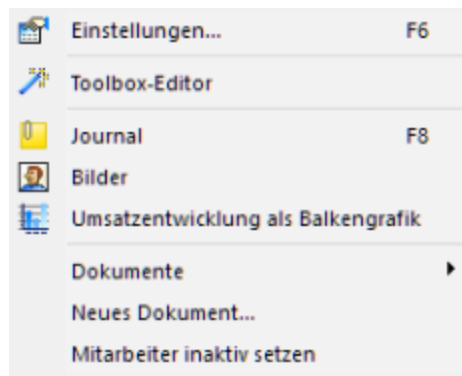 Einstellungen... F6
Toolbox-Editor
Journal F8
Bilder
Umsatzentwicklung als Balkengrafik
Dokumente
Neues Dokument...
Mitarbeiter inaktiv setzen